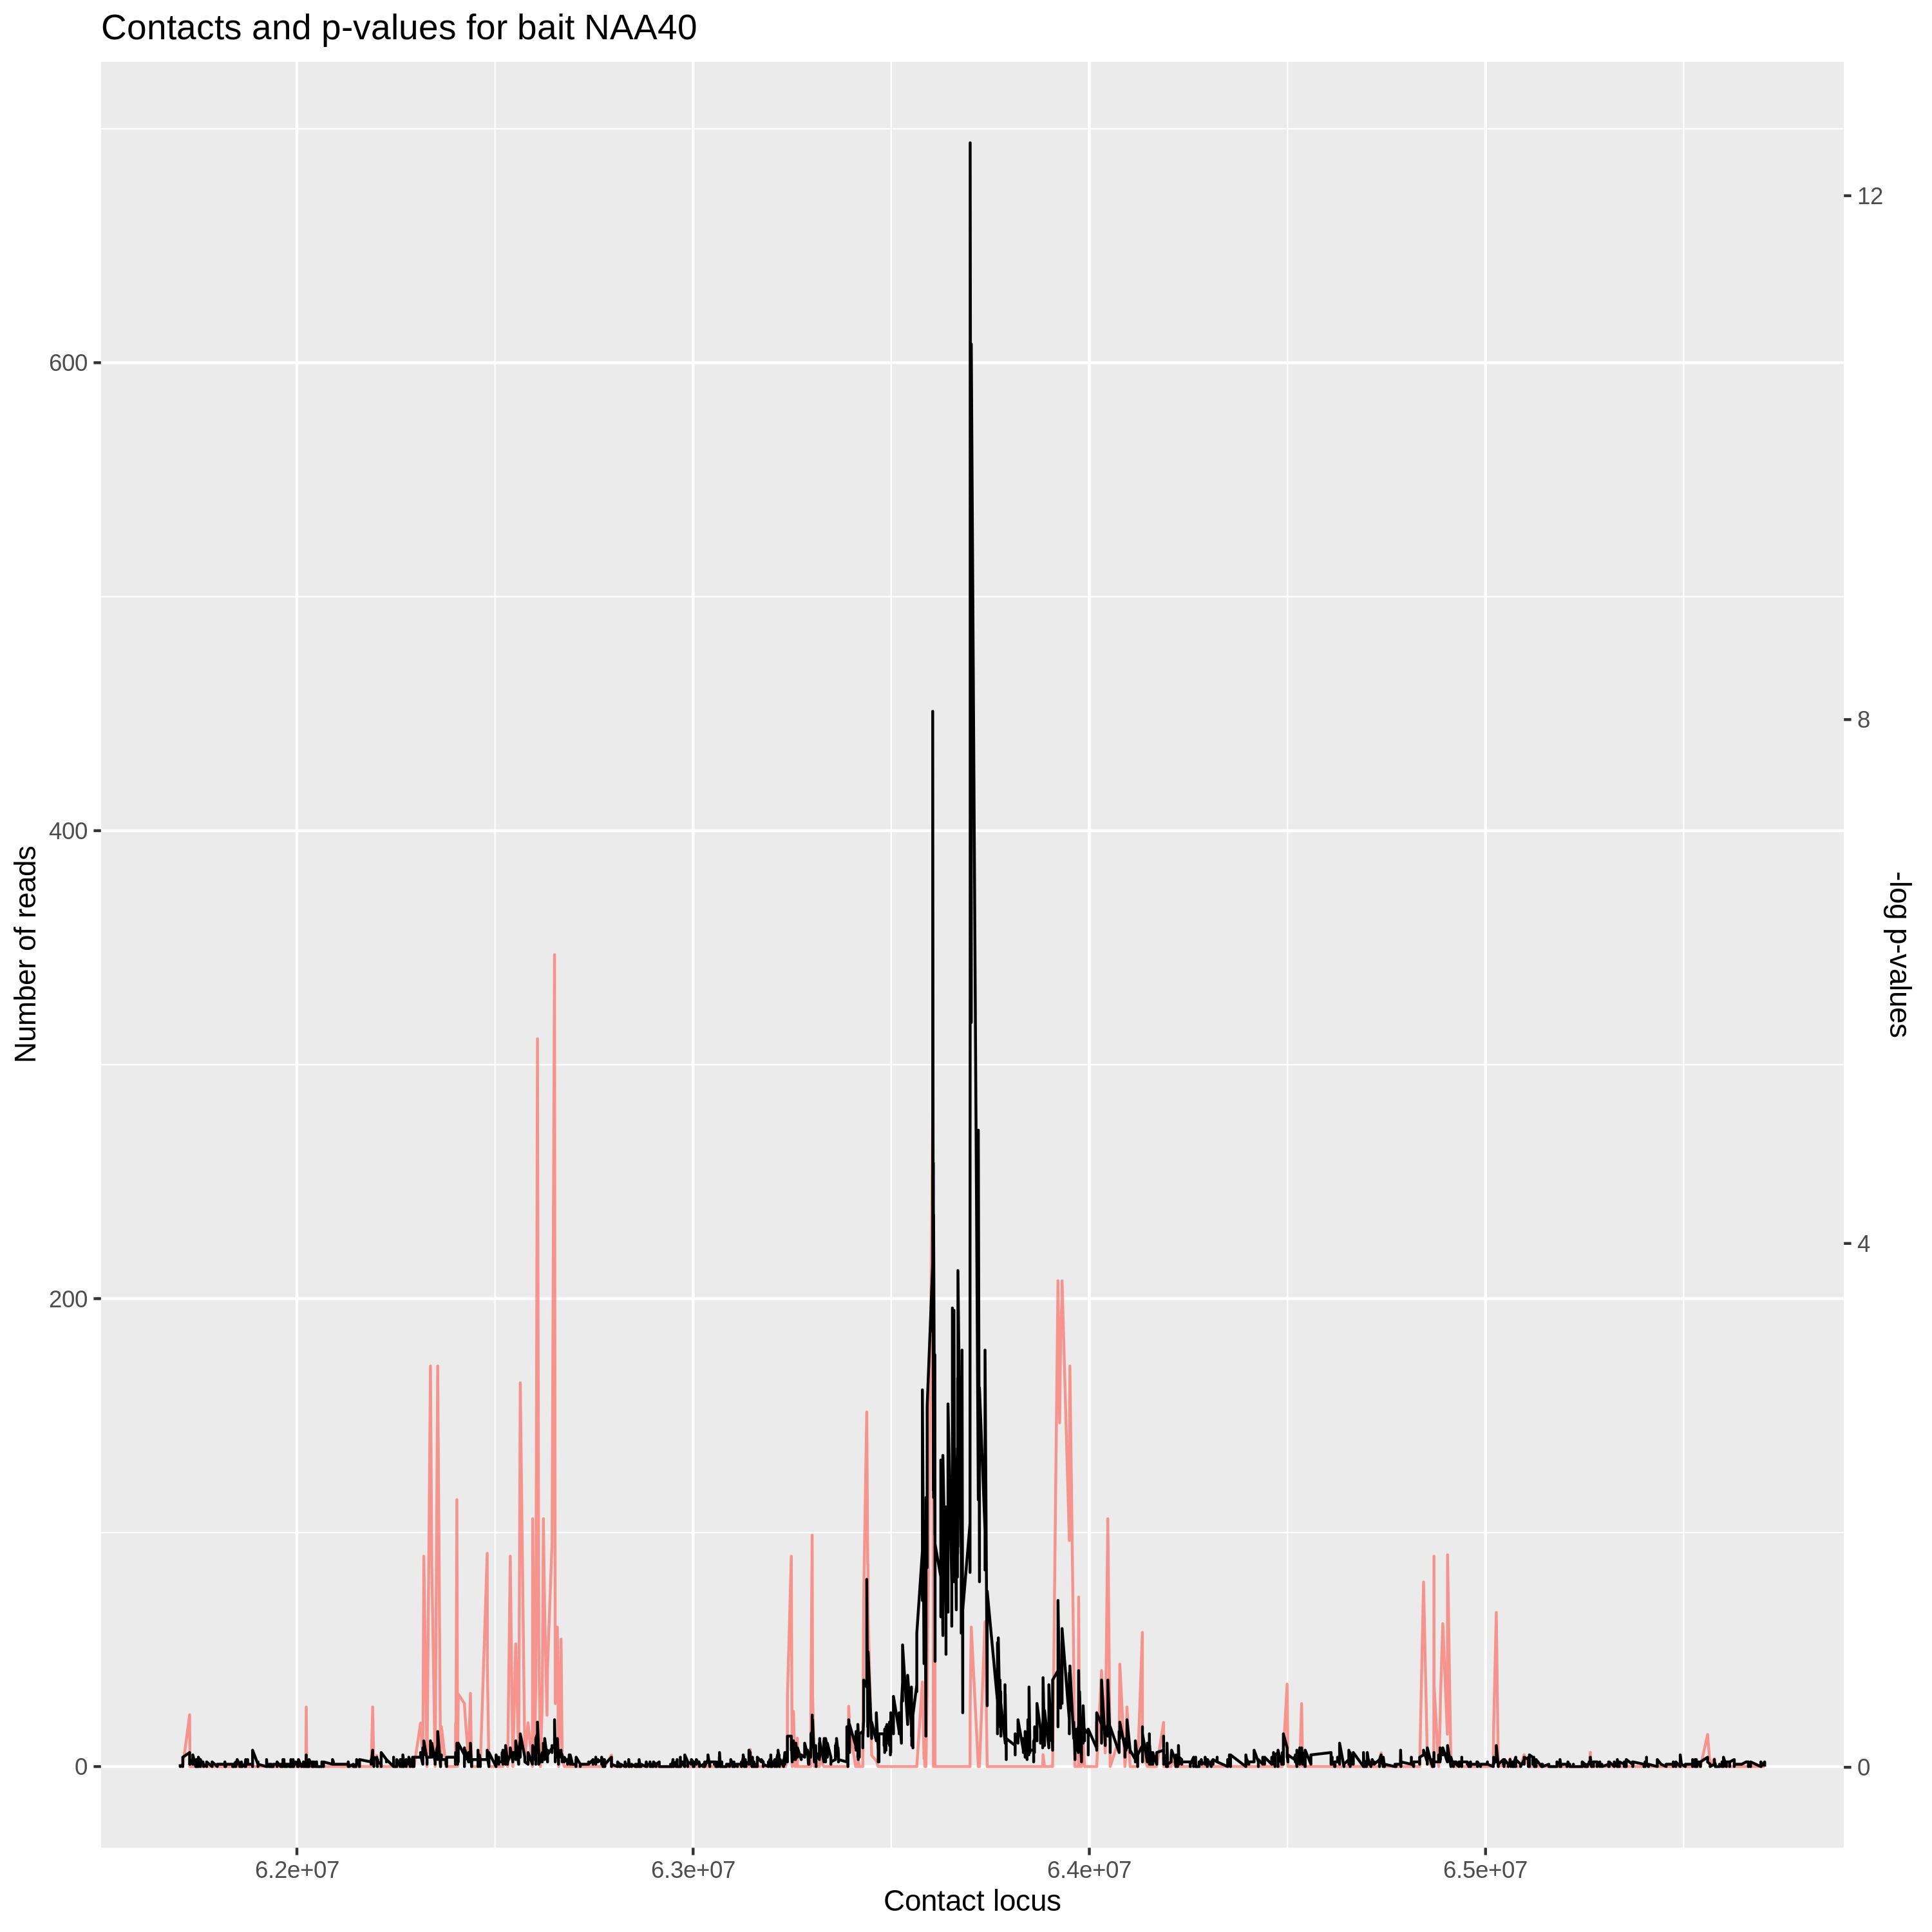 Contacts and p-values for bait NAA40
Number of reads
600
400
200
0
12
8
4
0
-log p-values
6.2e+07
6.3e+07
6.4e+07
6.5e+07
Contact locus